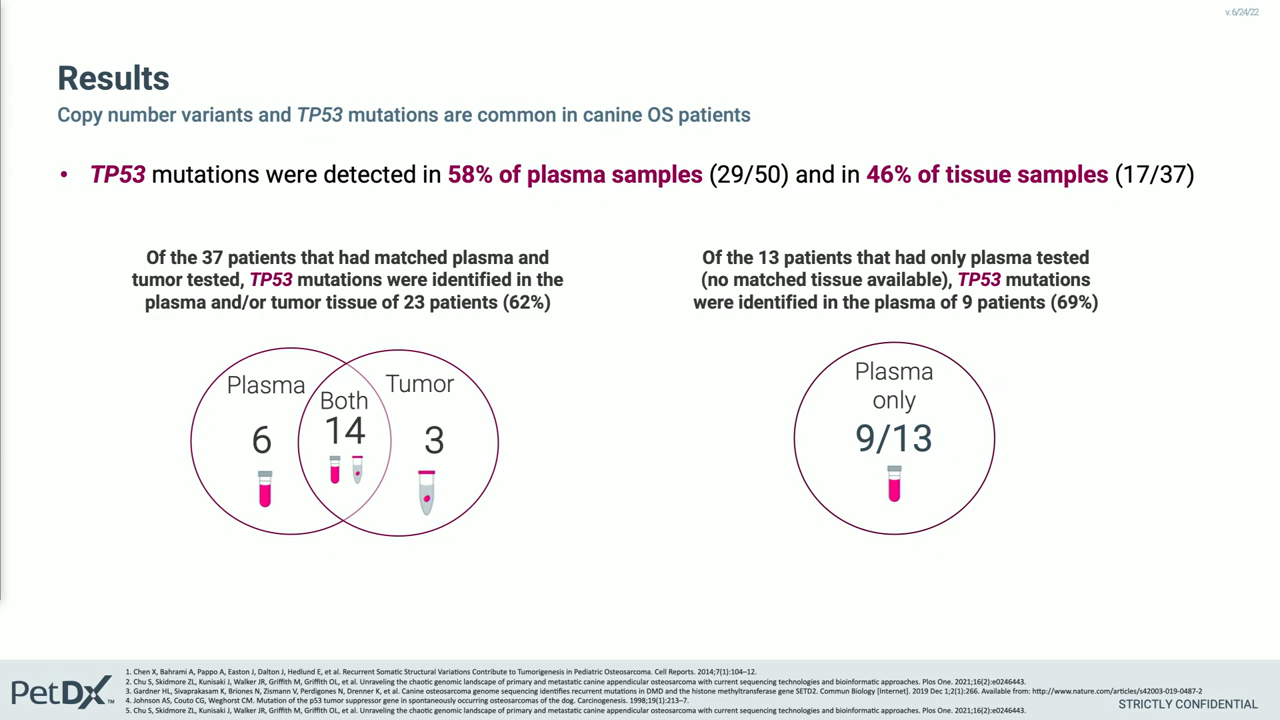 v. 6/24/22
Results
Copy number variants and TP53 mutations are common in canine OS patients
• TP53 mutations were detected in 58% of plasma samples (29/50) and in 46% of tissue samples (17/37)
Of the 37 patients that had matched plasma and
tumor tested, TP53 mutations were identified in the
plasma and/or tumor tissue of 23 patients (62%)
Plasma
Both
Tumor
6
14
3
Of the 13 patients that had only plasma tested
(no matched tissue available), TP53 mutations
were identified in the plasma of 9 patients (69%)
Plasma
only
9/13
PetDX™
1. Chen X, Bahrami A, Pappo A, Easton J, Dalton J, Hedlund E, et al. Recurrent Somatic Structural Variations Contribute to Tumorigenesis in Pediatric Osteosarcoma. Cell Reports. 2014;7(1):104–12.
2. Chu S, Skidmore ZL, Kunisaki J, Walker JR, Griffith M, Griffith OL, et al. Unraveling the chaotic genomic landscape of primary and metastatic canine appendicular osteosarcoma with current sequencing technologies and bioinformatic approaches. Plos One. 2021;16(2):e0246443.
3. Gardner HL, Sivaprakasam K, Briones N, Zismann V, Perdigones N, Drenner K, et al. Canine osteosarcoma genome sequencing identifies recurrent mutations in DMD and the histone methyltransferase gene SETD2. Commun Biology [Internet]. 2019 Dec 1;2(1):266. Available from: http://www.nature.com/articles/s42003-019-0487-2
4. Johnson AS, Couto CG, Weghorst CM. Mutation of the p53 tumor suppressor gene in spontaneously occurring osteosarcomas of the dog. Carcinogenesis. 1998;19(1):213–7.
5. Chu S, Skidmore ZL, Kunisaki J, Walker JR, Griffith M, Griffith OL, et al. Unraveling the chaotic genomic landscape of primary and metastatic canine appendicular osteosarcoma with current sequencing technologies and bioinformatic approaches. Plos One. 2021;16(2):e0246443.
STRICTLY CONFIDENTIAL